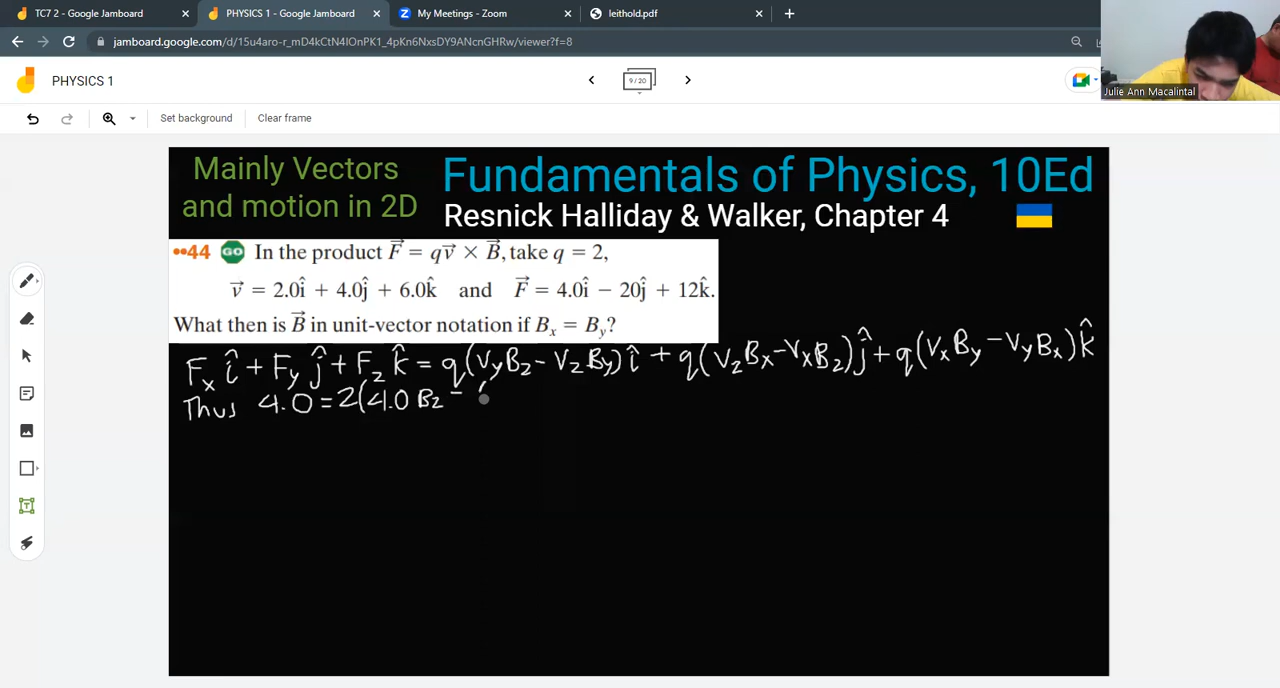 TC7 2 - Google Jamboard
PHYSICS 1 - Google Jamboard
My Meetings - Zoom
leithold.pdf
jamboard.google.com/d/15u4aro-r_mD4kCtN4IOnPK1_4pKn6NxsDY9ANcnGHRw/viewer?f=8
PHYSICS 1
9 / 20
Julie Ann Macalintal
Set background
Clear frame
Mainly Vectors
and motion in 2D
Fundamentals of Physics, 10Ed
Resnick Halliday & Walker, Chapter 4
••44 GO In the product F⃗ = qv⃗ × B⃗, take q = 2,
v⃗ = 2.0î + 4.0ĵ + 6.0k̂ and F⃗ = 4.0î − 20ĵ + 12k̂.
What then is B⃗ in unit-vector notation if Bx = By?
Fx î + Fy ĵ + Fz k̂ = q(vyBz − vzBy) î + q(vzBx − vxBz) ĵ + q(vxBy − vyBx) k̂
Thus 4.0 = 2(4.0 Bz −